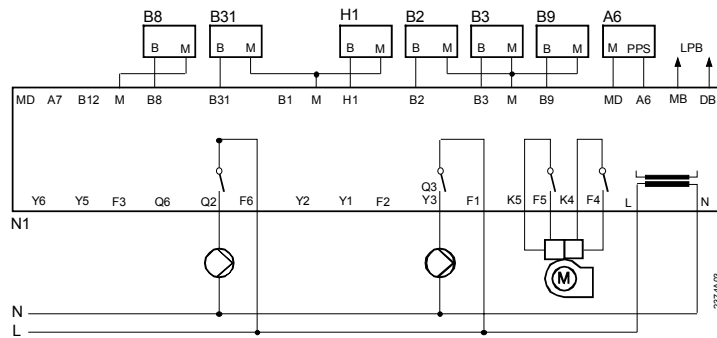 B8 B31 H1 B2 B3 B9 A6
B M B M B M B M B M B M M PPS LPB
MD A7 B12 M B8 B31 B1 M H1 B2 B3 M B9 MD A6 MB DB
Q3
Y6 Y5 F3 Q6 Q2 F6 Y2 Y1 F2 Y3 F1 K5 F5 K4 F4 L N
N1
M
N
L